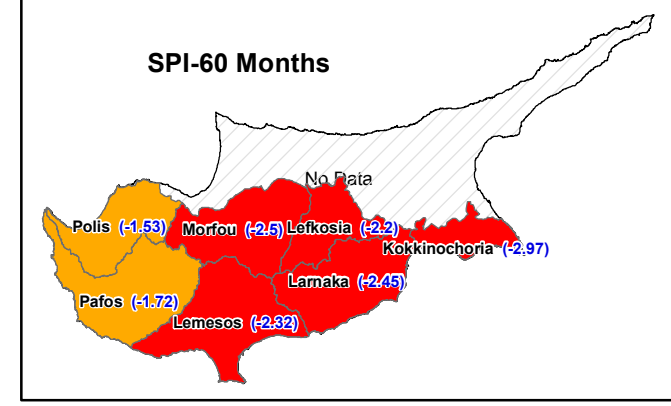 SPI-60 Months
No Data
Polis (-1.53)
Morfou (-2.5)
Lefkosia (-2.2)
Kokkinochoria (-2.97)
Larnaka (-2.45)
Pafos (-1.72)
Lemesos (-2.32)